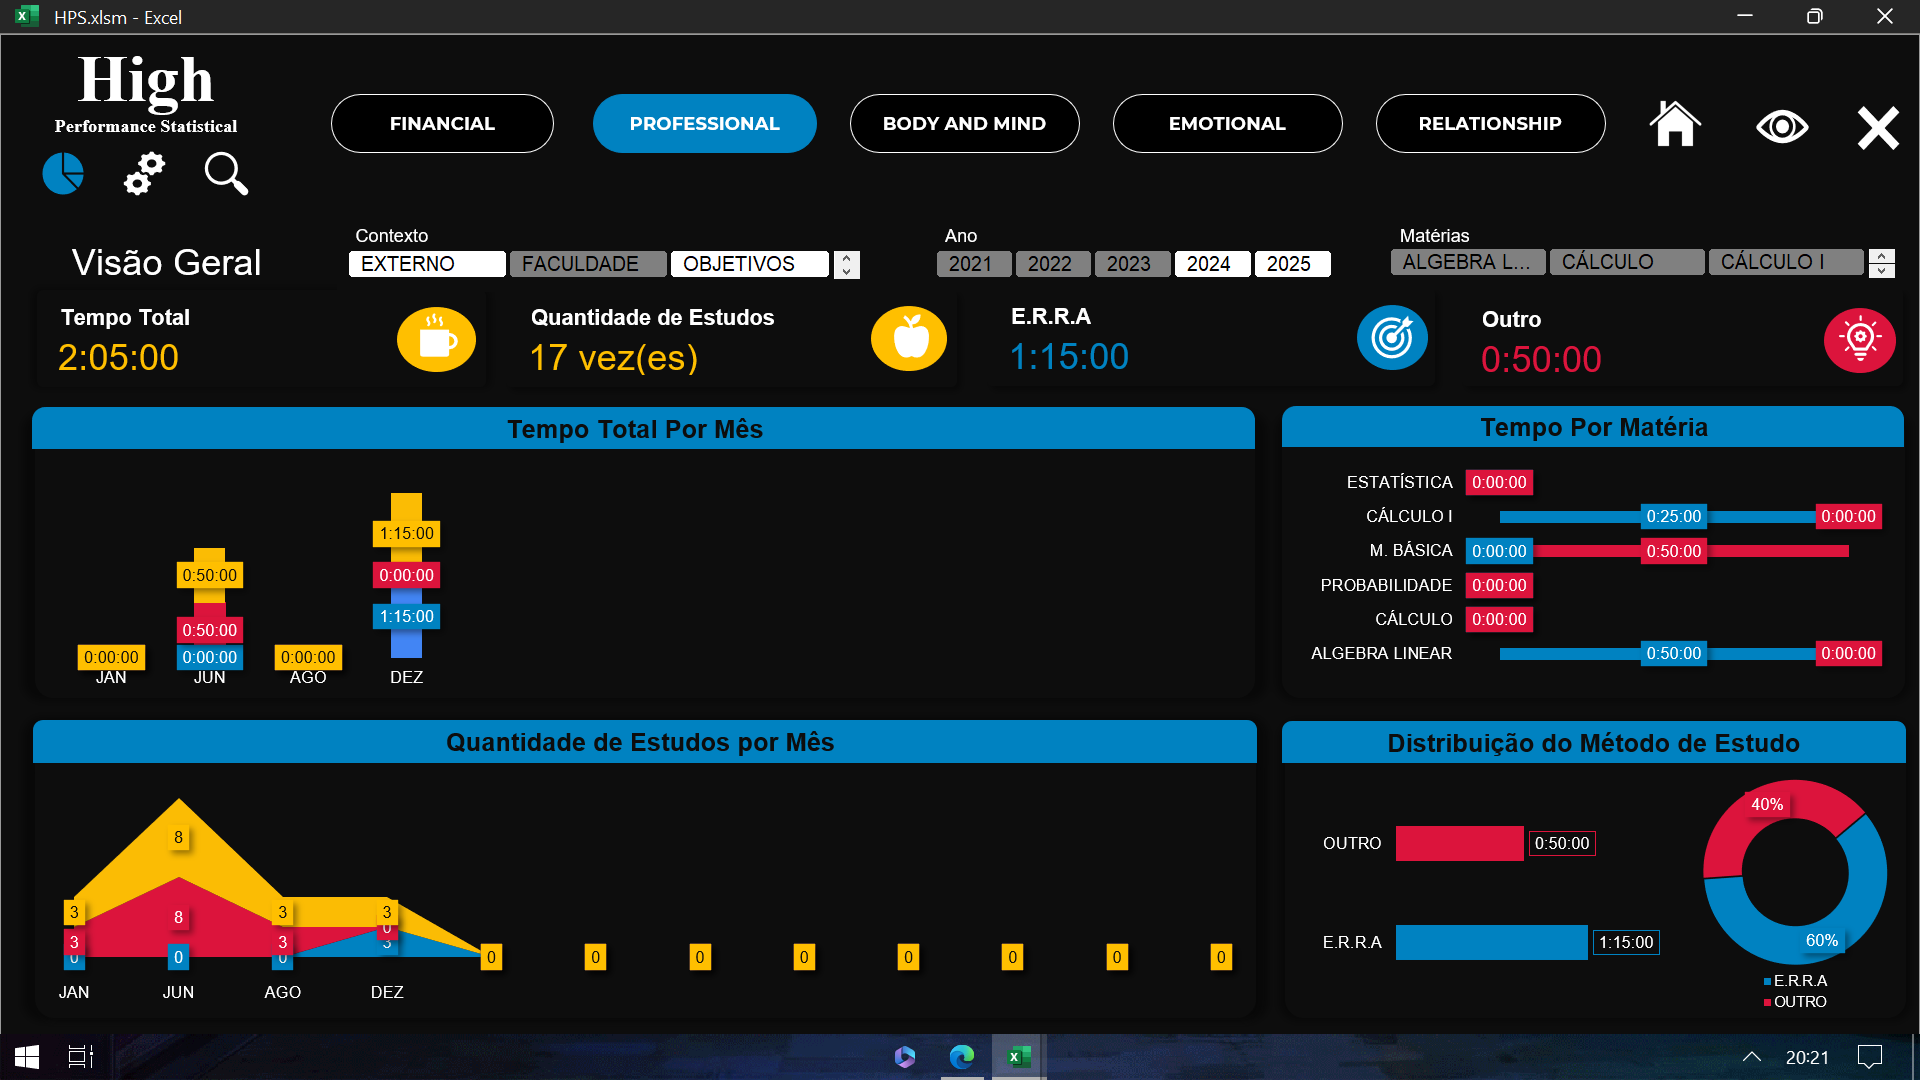 HPS.xlsm - Excel
High
Performance Statistical
FINANCIAL
PROFESSIONAL
BODY AND MIND
EMOTIONAL
RELATIONSHIP
Visão Geral
Contexto
EXTERNO
FACULDADE
OBJETIVOS
Ano
2021
2022
2023
2024
2025
Matérias
ALGEBRA L...
CÁLCULO
CÁLCULO I
Tempo Total
2:05:00
Quantidade de Estudos
17 vez(es)
E.R.R.A
1:15:00
Outro
0:50:00
Tempo Total Por Mês
1:15:00
0:50:00
0:00:00
1:15:00
0:50:00
0:00:00
0:00:00
0:00:00
JAN
JUN
AGO
DEZ
Tempo Por Matéria
ESTATÍSTICA 0:00:00
CÁLCULO I 0:25:00 0:00:00
M. BÁSICA 0:00:00 0:50:00
PROBABILIDADE 0:00:00
CÁLCULO 0:00:00
ALGEBRA LINEAR 0:50:00 0:00:00
Quantidade de Estudos por Mês
8
3
3
3
8
0
3
3
3
0
0
0
0 0 0 0 0 0 0 0
JAN
JUN
AGO
DEZ
Distribuição do Método de Estudo
OUTRO 0:50:00
E.R.R.A 1:15:00
40%
60%
E.R.R.A
OUTRO
20:21